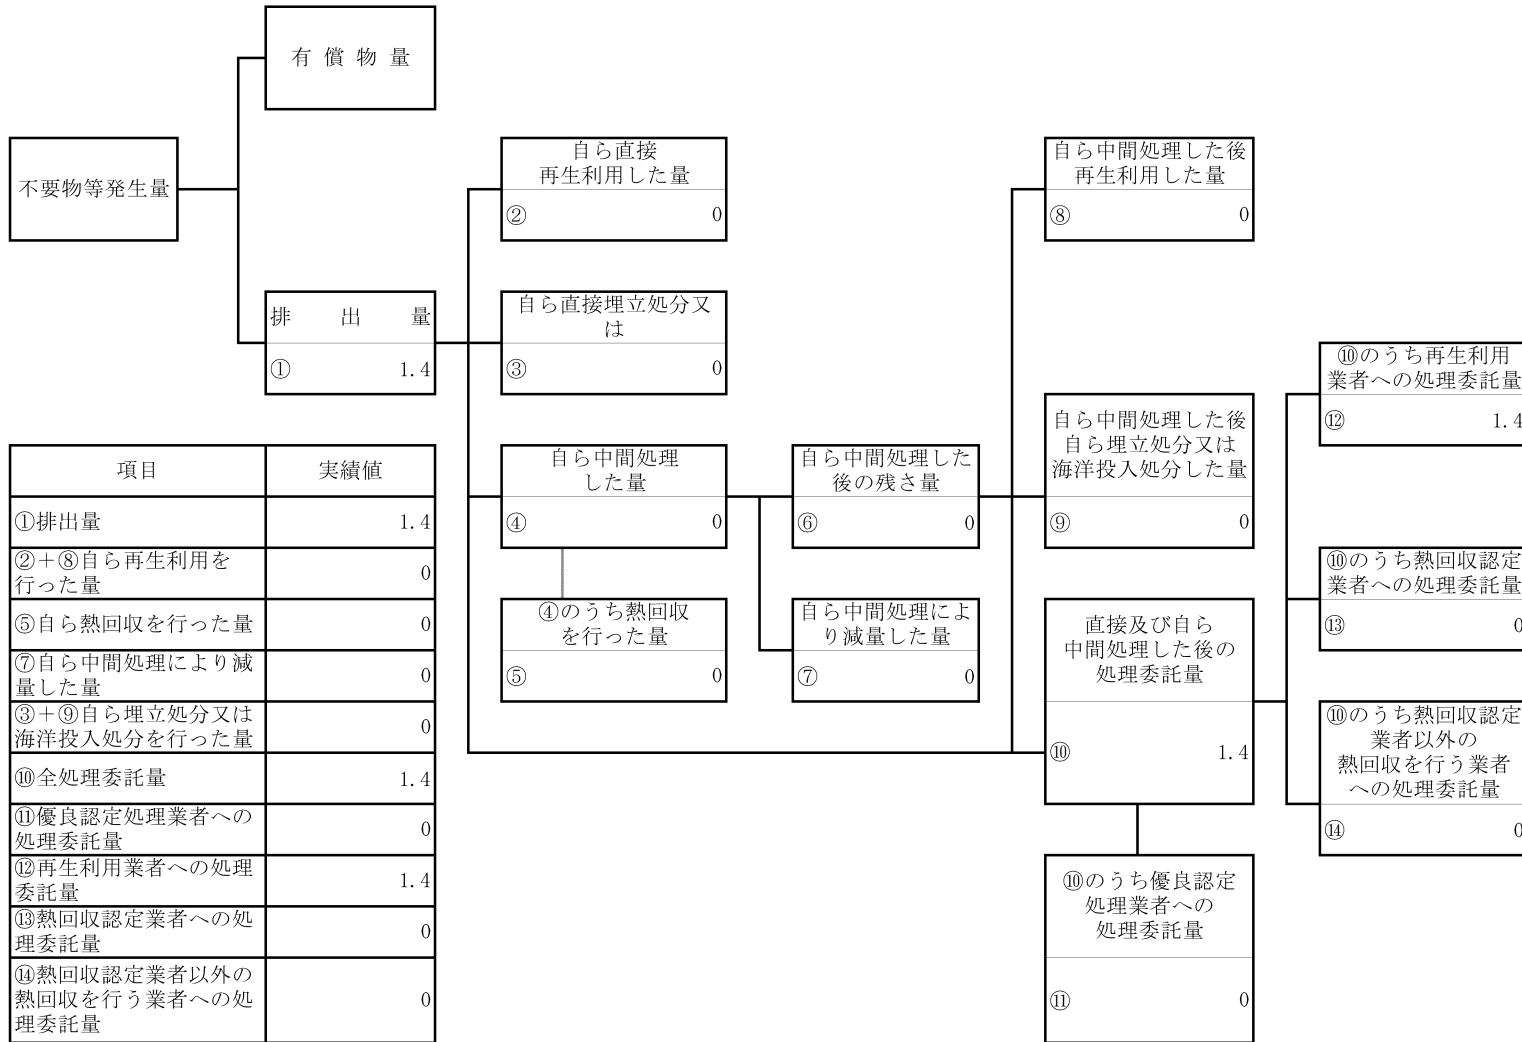 有償物量
不要物等発生量
排出量
① 1.4
自ら直接
再生利用した量
② 0
自ら直接埋立処分又
は
③ 0
自ら中間処理
した量
④ 0
④のうち熱回収
を行った量
⑤ 0
自ら中間処理した
後の残さ量
⑥ 0
自ら中間処理によ
り減量した量
⑦ 0
自ら中間処理した後
再生利用した量
⑧ 0
自ら中間処理した後
自ら埋立処分又は
海洋投入処分した量
⑨ 0
直接及び自ら
中間処理した後の
処理委託量
⑩ 1.4
⑩のうち優良認定
処理業者への
処理委託量
⑪ 0
⑩のうち再生利用
業者への処理委託量
⑫ 1.4
⑩のうち熱回収認定
業者への処理委託量
⑬ 0
⑩のうち熱回収認定
業者以外の
熱回収を行う業者
への処理委託量
⑭ 0
項目 実績値
①排出量 1.4
②+⑧自ら再生利用を
行った量 0
⑤自ら熱回収を行った量 0
⑦自ら中間処理により減
量した量 0
③+⑨自ら埋立処分又は
海洋投入処分を行った量 0
⑩全処理委託量 1.4
⑪優良認定処理業者への
処理委託量 0
⑫再生利用業者への処理
委託量 1.4
⑬熱回収認定業者への処
理委託量 0
⑭熱回収認定業者以外の
熱回収を行う業者への処
理委託量 0